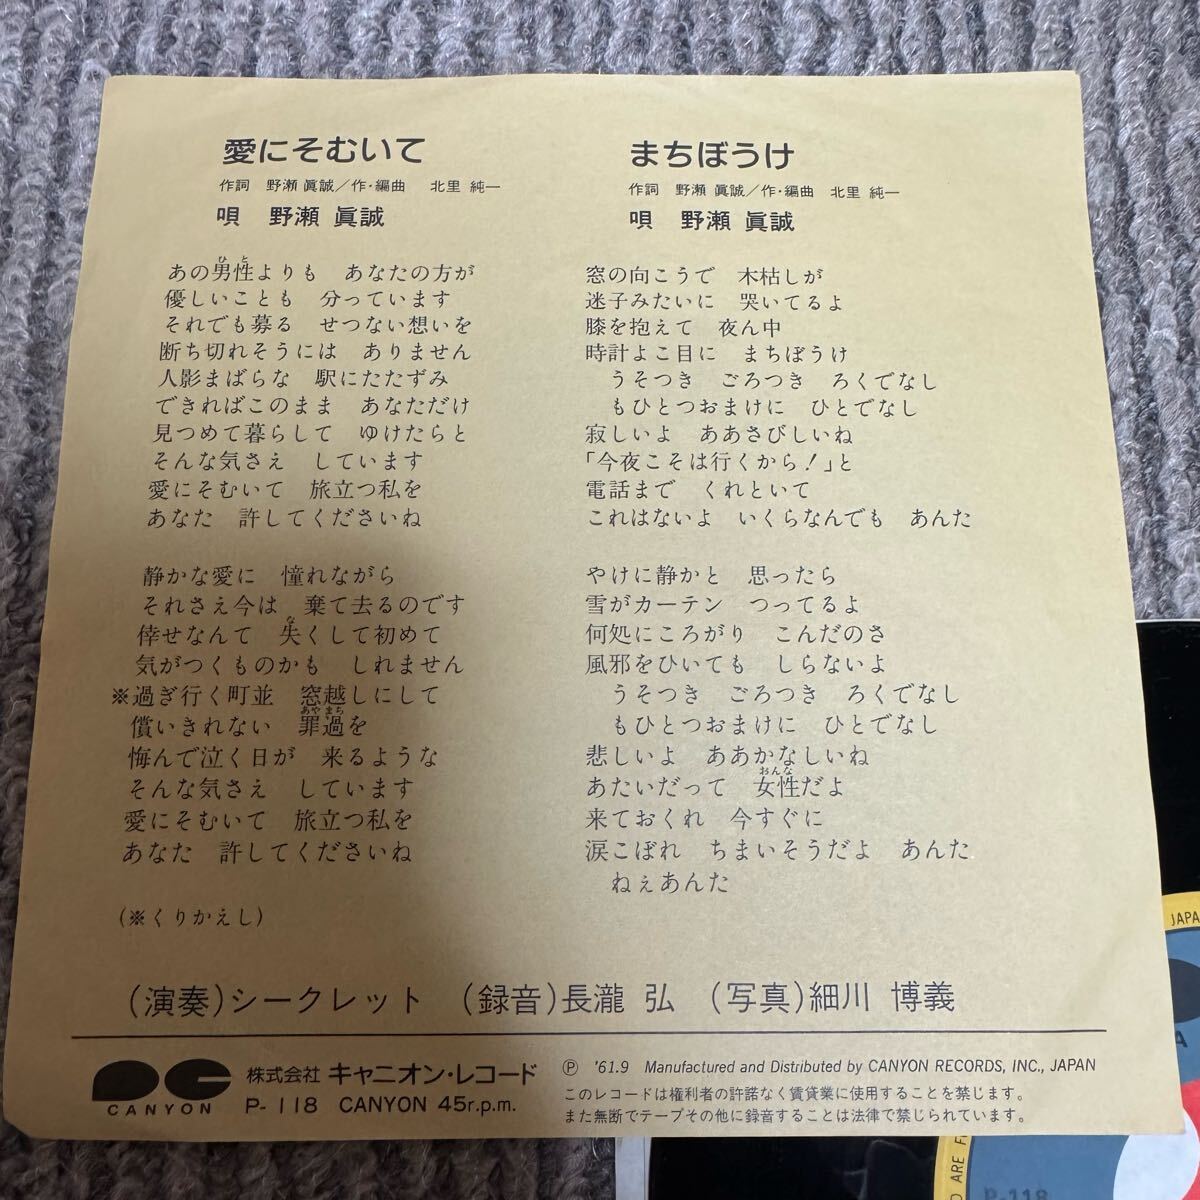 愛にそむいて
作詞 野瀬 眞誠／作・編曲 北里 純一
唄 野瀬 眞誠
あの男性よりも あなたの方が
ひと
優しいことも 分っています
それでも募る せつない想いを
断ち切れそうには ありません
人影まばらな 駅にたたずみ
できればこのまま あなただけ
見つめて暮らして ゆけたらと
そんな気さえ しています
愛にそむいて 旅立つ私を
あなた 許してくださいね
静かな愛に 憧れながら
それさえ今は 棄て去るのです
倖せなんて 失くして初めて
な
気がつくものかも しれません
※過ぎ行く町並 窓越しにして
償いきれない 罪過を
あやまち
悔んで泣く日が 来るような
そんな気さえ しています
愛にそむいて 旅立つ私を
あなた 許してくださいね
(※くりかえし)
まちぼうけ
作詞 野瀬 眞誠／作・編曲 北里 純一
唄 野瀬 眞誠
窓の向こうで 木枯しが
迷子みたいに 哭いてるよ
膝を抱えて 夜ん中
時計よこ目に まちぼうけ
うそつき ごろつき ろくでなし
もひとつおまけに ひとでなし
寂しいよ ああさびしいね
「今夜こそは行くから!」と
電話まで くれといて
これはないよ いくらなんでも あんた
やけに静かと 思ったら
雪がカーテン つってるよ
何処にころがり こんだのさ
風邪をひいても しらないよ
うそつき ごろつき ろくでなし
もひとつおまけに ひとでなし
悲しいよ ああかなしいね
あたいだって 女性だよ
おんな
来ておくれ 今すぐに
涙こぼれ ちまいそうだよ あんた
ねぇあんた
(演奏)シークレット (録音)長瀧 弘 (写真)細川 博義
CANYON
株式会社 キャニオン・レコード
P-118 CANYON 45r.p.m.
Ⓟ '61.9 Manufactured and Distributed by CANYON RECORDS, INC., JAPAN
このレコードは権利者の許諾なく賃貸業に使用することを禁じます。
また無断でテープその他に録音することは法律で禁じられています。
JAPA
A
D ARE F
P-118